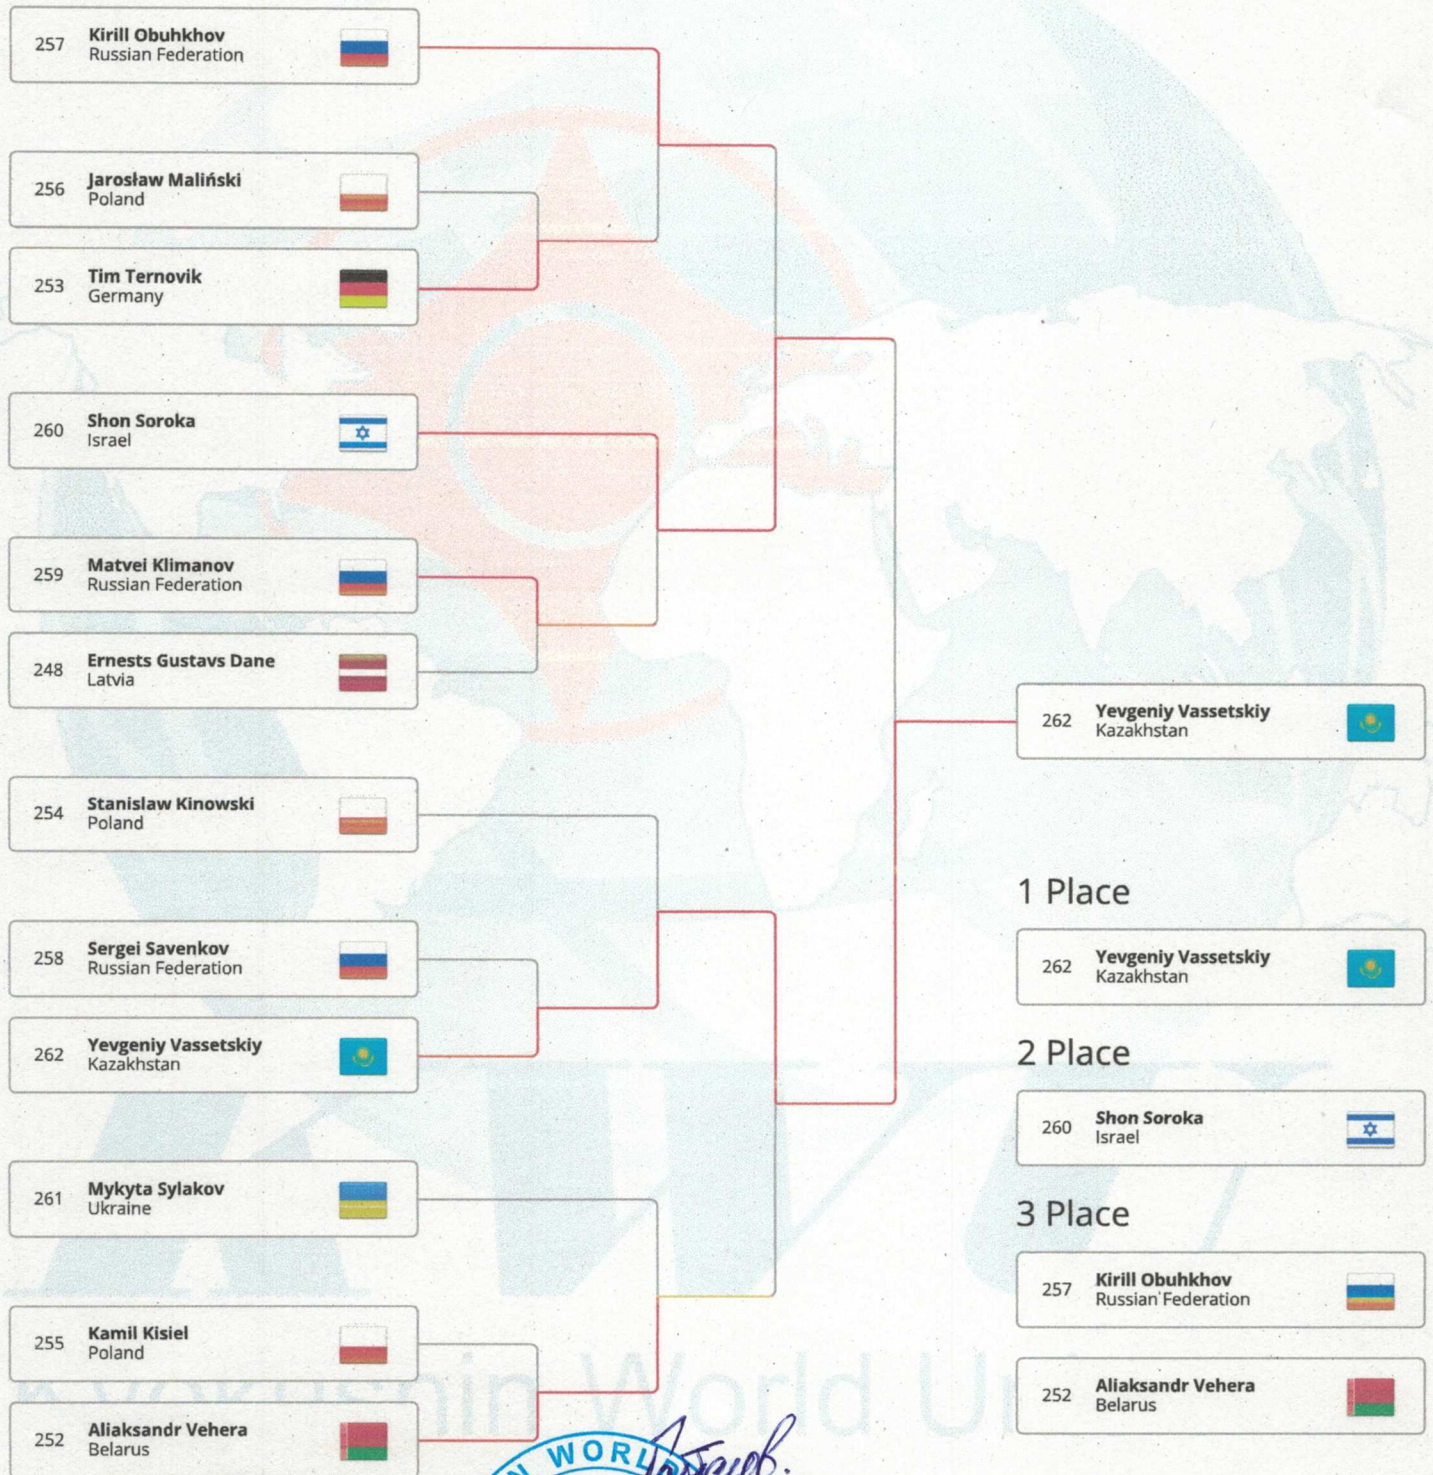 257
Kirill Obuhkhov
Russian Federation
256
Jarosław Maliński
Poland
253
Tim Ternovik
Germany
260
Shon Soroka
Israel
259
Matvei Klimanov
Russian Federation
248
Ernests Gustavs Dane
Latvia
254
Stanislaw Kinowski
Poland
258
Sergei Savenkov
Russian Federation
262
Yevgeniy Vassetskiy
Kazakhstan
261
Mykyta Sylakov
Ukraine
255
Kamil Kisiel
Poland
252
Aliaksandr Vehera
Belarus
262
Yevgeniy Vassetskiy
Kazakhstan
1 Place
262
Yevgeniy Vassetskiy
Kazakhstan
2 Place
260
Shon Soroka
Israel
3 Place
257
Kirill Obuhkhov
Russian Federation
252
Aliaksandr Vehera
Belarus
KWU
Kyokushin World
WORLD